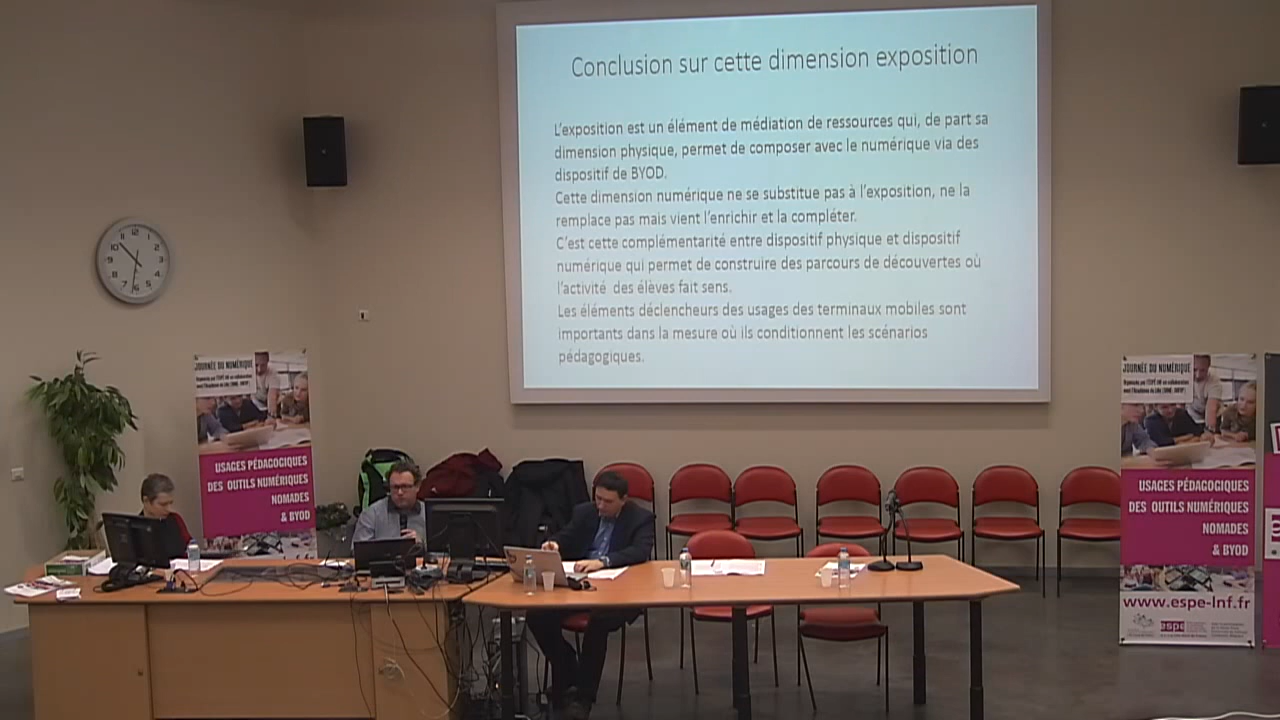 Conclusion sur cette dimension exposition
L'exposition est un élément de médiation de ressources qui, de part sa
dimension physique, permet de composer avec le numérique via des
dispositif de BYOD.
Cette dimension numérique ne se substitue pas à l'exposition, ne la
remplace pas mais vient l'enrichir et la compléter.
C'est cette complémentarité entre dispositif physique et dispositif
numérique qui permet de construire des parcours de découvertes où
l'activité des élèves fait sens.
Les éléments déclencheurs des usages des terminaux mobiles sont
importants dans la mesure où ils conditionnent les scénarios
pédagogiques.
JOURNÉE DU NUMÉRIQUE
USAGES PÉDAGOGIQUES
DES OUTILS NUMÉRIQUES
NOMADES
& BYOD
JOURNÉE DU NUMÉRIQUE
USAGES PÉDAGOGIQUES
DES OUTILS NUMÉRIQUES
NOMADES
& BYOD
www.espe-lnf.fr
espe